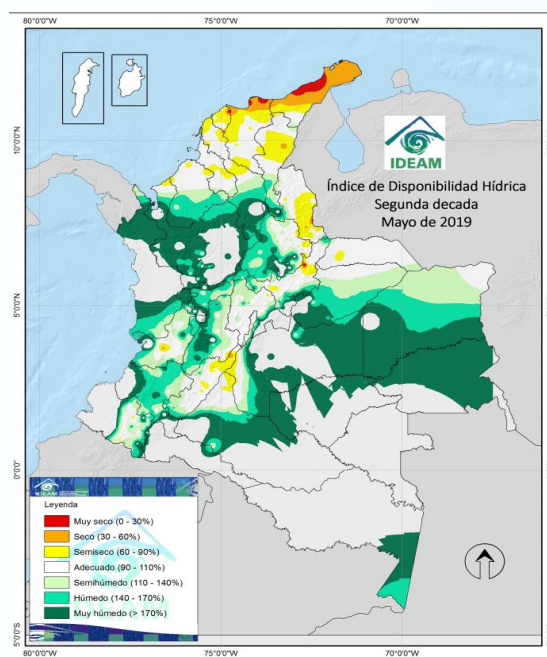 80°0'0"W 75°0'0"W 70°0'0"W
10°0'0"N
5°0'0"N
0°0'0"
5°0'0"S
IDEAM
Índice de Disponibilidad Hídrica
Segunda decada
Mayo de 2019
IDEAM
Leyenda
Muy seco (0 - 30%)
Seco (30 - 60%)
Semiseco (60 - 90%)
Adecuado (90 - 110%)
Semihúmedo (110 - 140%)
Húmedo (140 - 170%)
Muy húmedo (> 170%)
80°0'0"W 75°0'0"W 70°0'0"W